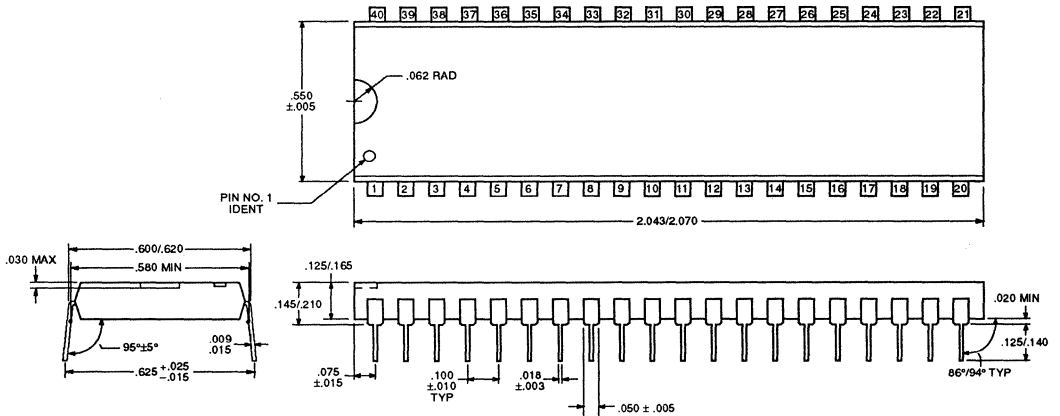 40 39 38 37 36 35 34 33 32 31 30 29 28 27 26 25 24 23 22 21
.062 RAD
.550
±.005
PIN NO. 1
IDENT
1 2 3 4 5 6 7 8 9 10 11 12 13 14 15 16 17 18 19 20
2.043/2.070
.600/.620
.030 MAX
.580 MIN
.125/.165
.145/.210
.020 MIN
.009
.015
95°±5°
.625 +.025
-.015
.075
±.015
.100
±.010
TYP
.018
±.003
.050 ± .005
.125/.140
86°/94° TYP